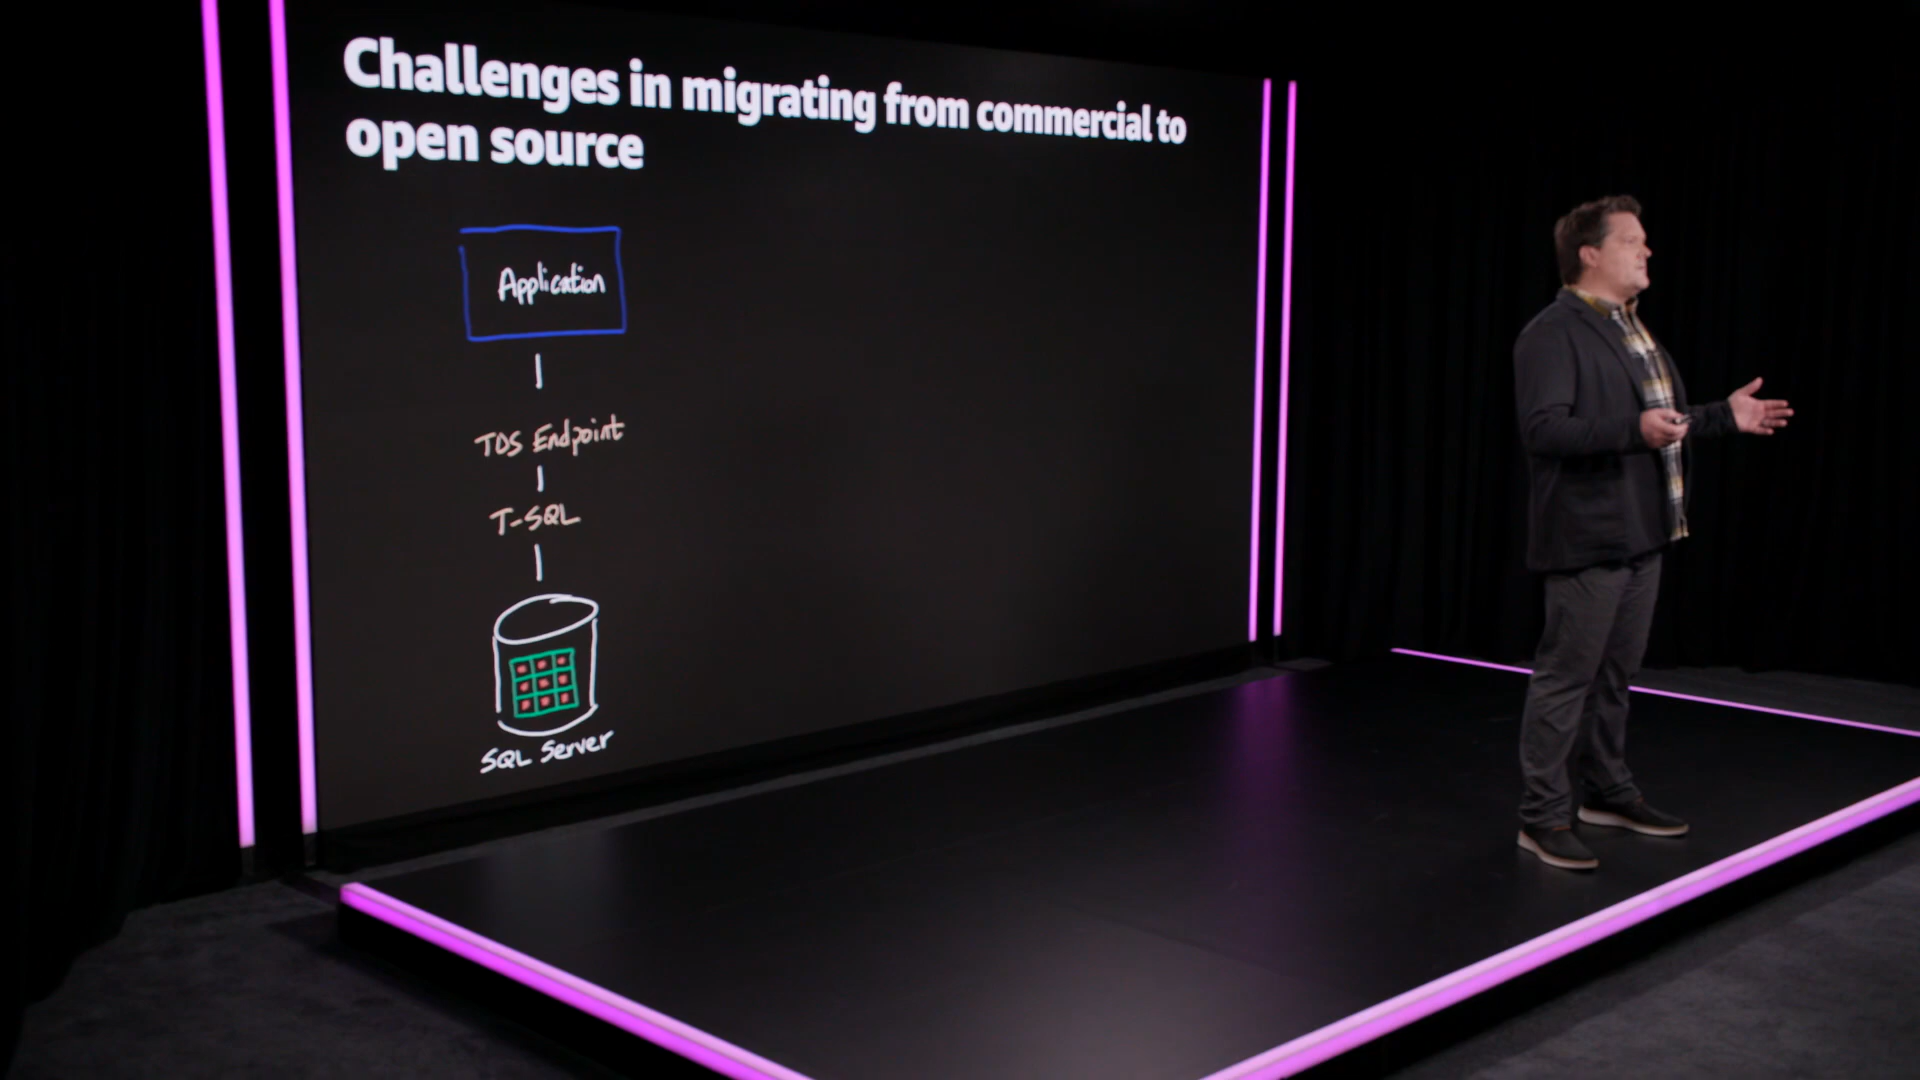 Challenges in migrating from commercial to
open source
Application
TDS Endpoint
T-SQL
SQL Server